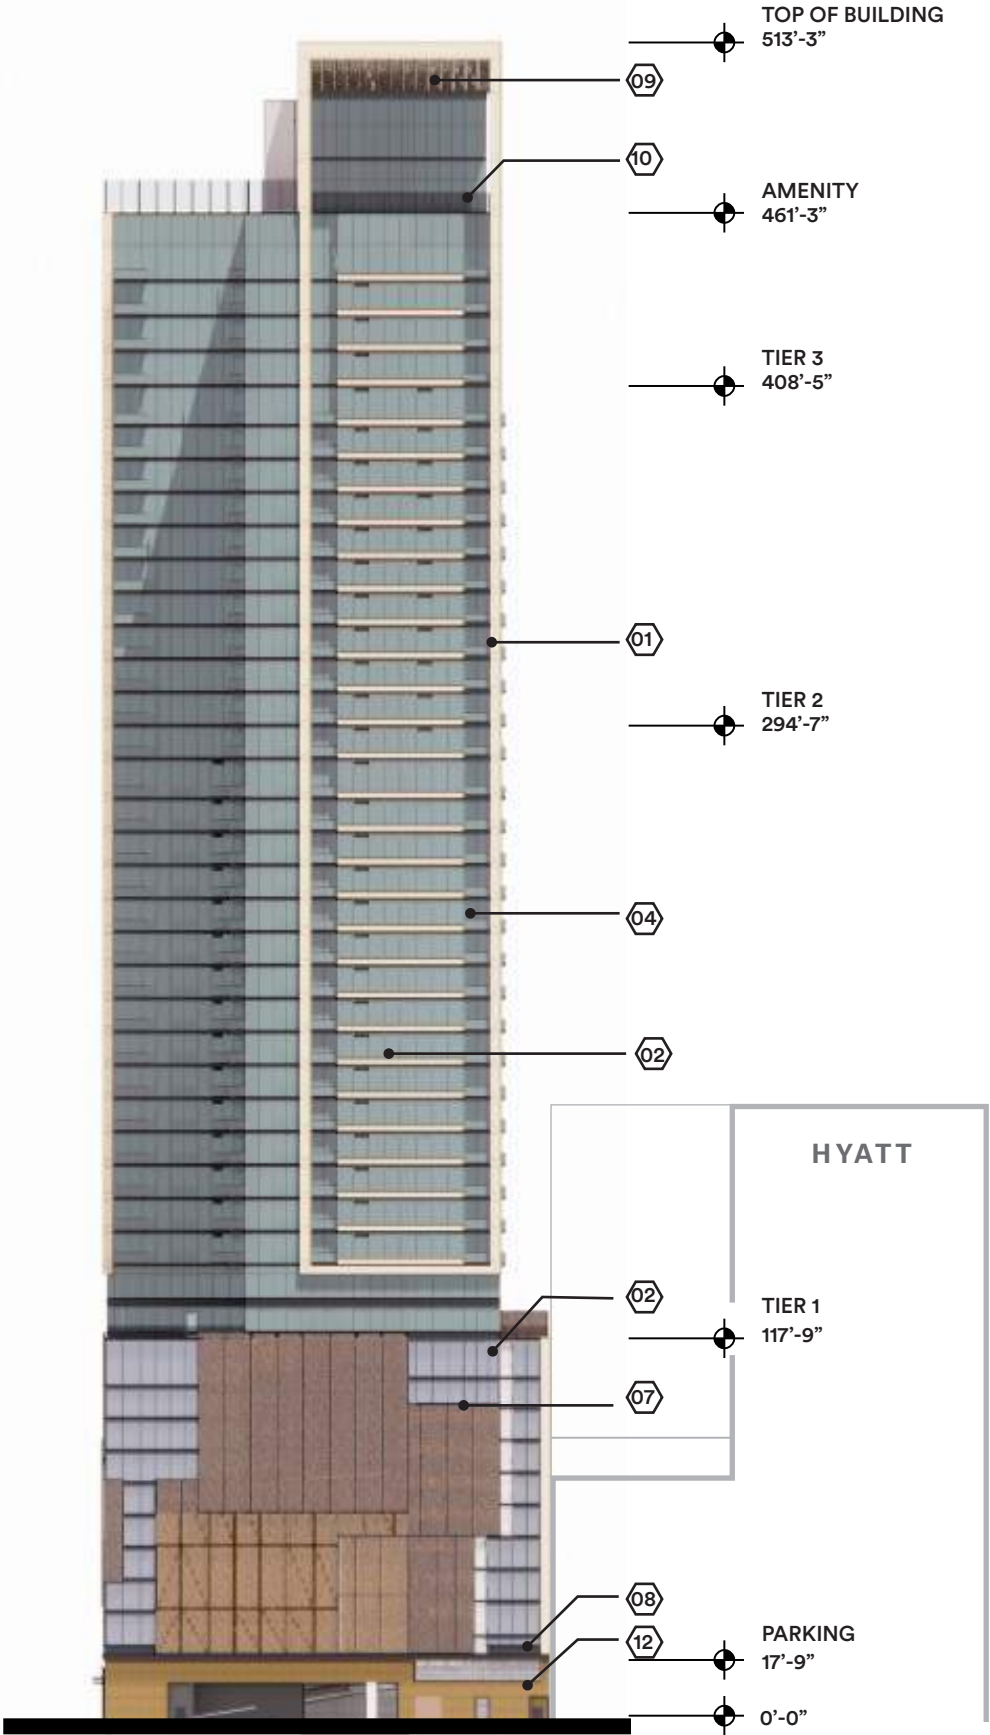 TOP OF BUILDING
513’-3”
09
10
AMENITY
461’-3”
TIER 3
408’-5”
01
TIER 2
294’-7”
04
02
HYATT
02
TIER 1
117’-9”
07
08
12
PARKING
17’-9”
0’-0”